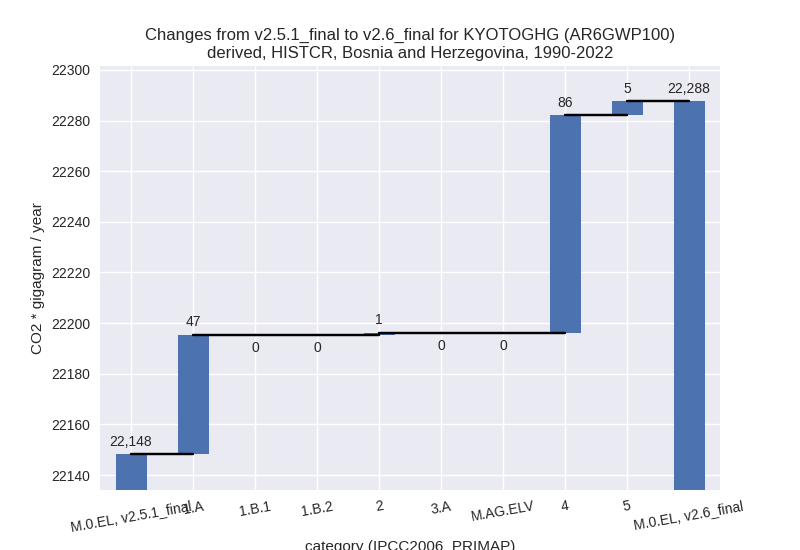 Changes from v2.5.1_final to v2.6_final for KYOTOGHG (AR6GWP100)
derived, HISTCR, Bosnia and Herzegovina, 1990-2022
22300
22280
22260
22240
22220
22200
22180
22160
22140
CO2 * gigagram / year
22,148
47
0
0
1
0
0
86
5
22,288
M.0.EL, v2.5.1_final
1.A
1.B.1
1.B.2
2
3.A
M.AG.ELV
4
5
M.0.EL, v2.6_final
category (IPCC2006_PRIMAP)